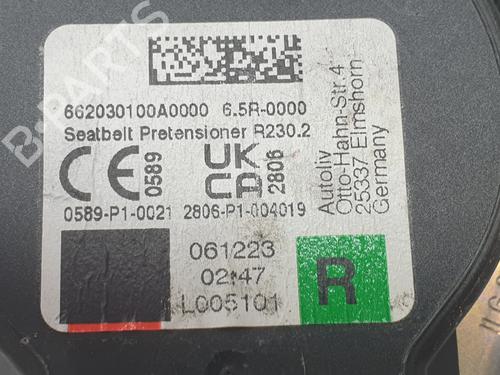 662030100A0000 6.5R-0000
Seatbelt Pretensioner R230.2
CE 0589
UK CA 2806
0589-P1-0021 2806-P1-004019
Autoliv
Otto-Hahn-Str.4
25337 Elmshorn
Germany
061223
02:47
L005101
R
B-PARTS